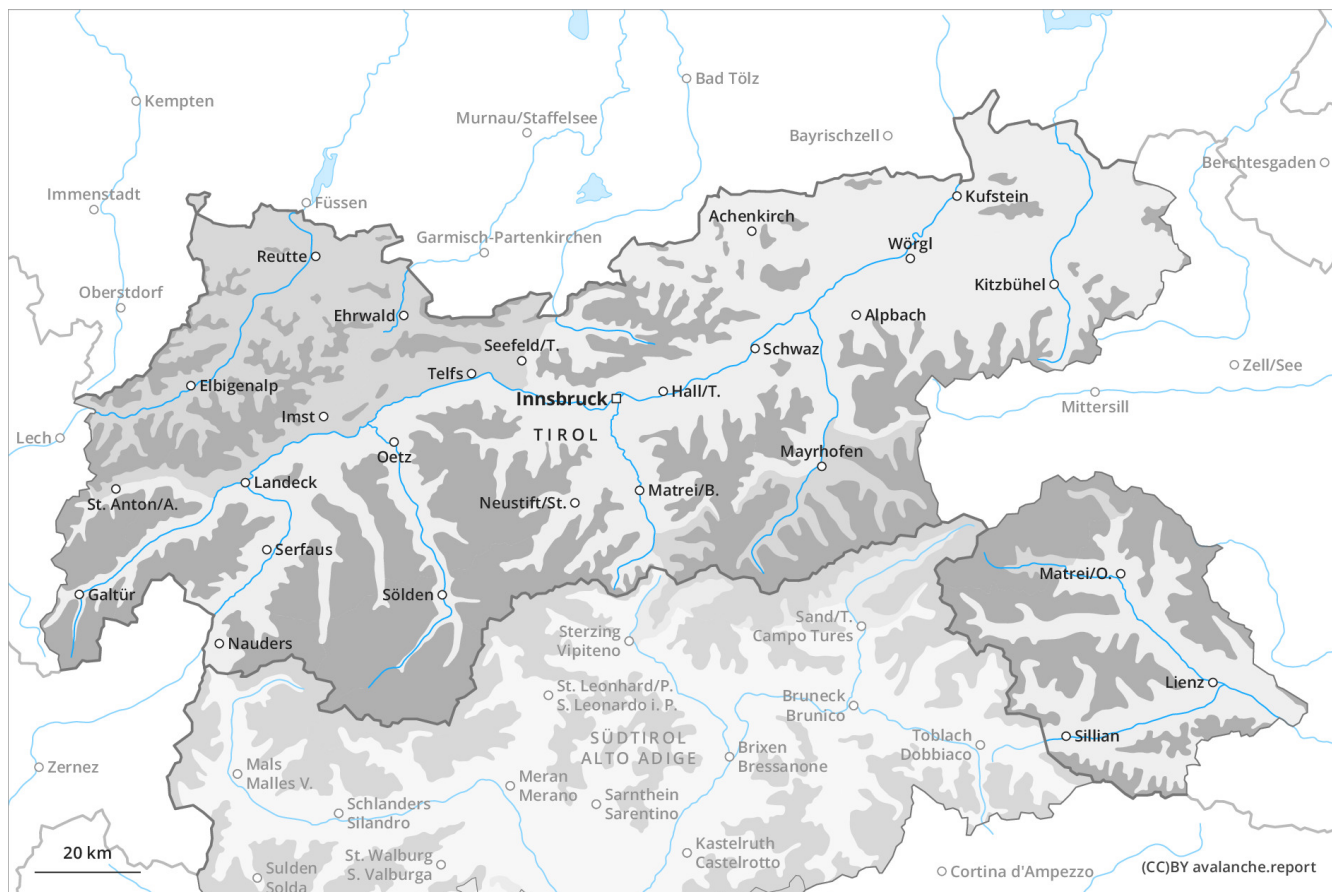 Kempten
Bad Tölz
Murnau/Staffelsee
Bayrischzell
Berchtesgaden
Immenstadt
Füssen
Kufstein
Achenkirch
Garmisch-Partenkirchen
Wörgl
Reutte
Oberstdorf
Kitzbühel
Ehrwald
Alpbach
Seefeld/T.
Schwaz
Zell/See
Telfs
Elbigenalp
Hall/T.
Innsbruck
Mittersill
Imst
TIROL
Lech
Oetz
Mayrhofen
Landeck
Matrei/B.
St. Anton/A.
Neustift/St.
Serfaus
Matrei/O.
Galtür
Sölden
Sand/T.
Campo Tures
Sterzing
Vipiteno
Nauders
Lienz
St. Leonhard/P.
S. Leonardo i. P.
Bruneck
Brunico
Sillian
SÜDTIROL
ALTO ADIGE
Toblach
Dobbiaco
Brixen
Bressanone
Zernez
Mals
Malles V.
Meran
Merano
Sarnthein
Sarentino
Schlanders
Silandro
20 km
Kastelruth
Castelrotto
St. Walburg
S. Valburga
Sulden
Solda
Cortina d'Ampezzo
(CC)BY avalanche.report